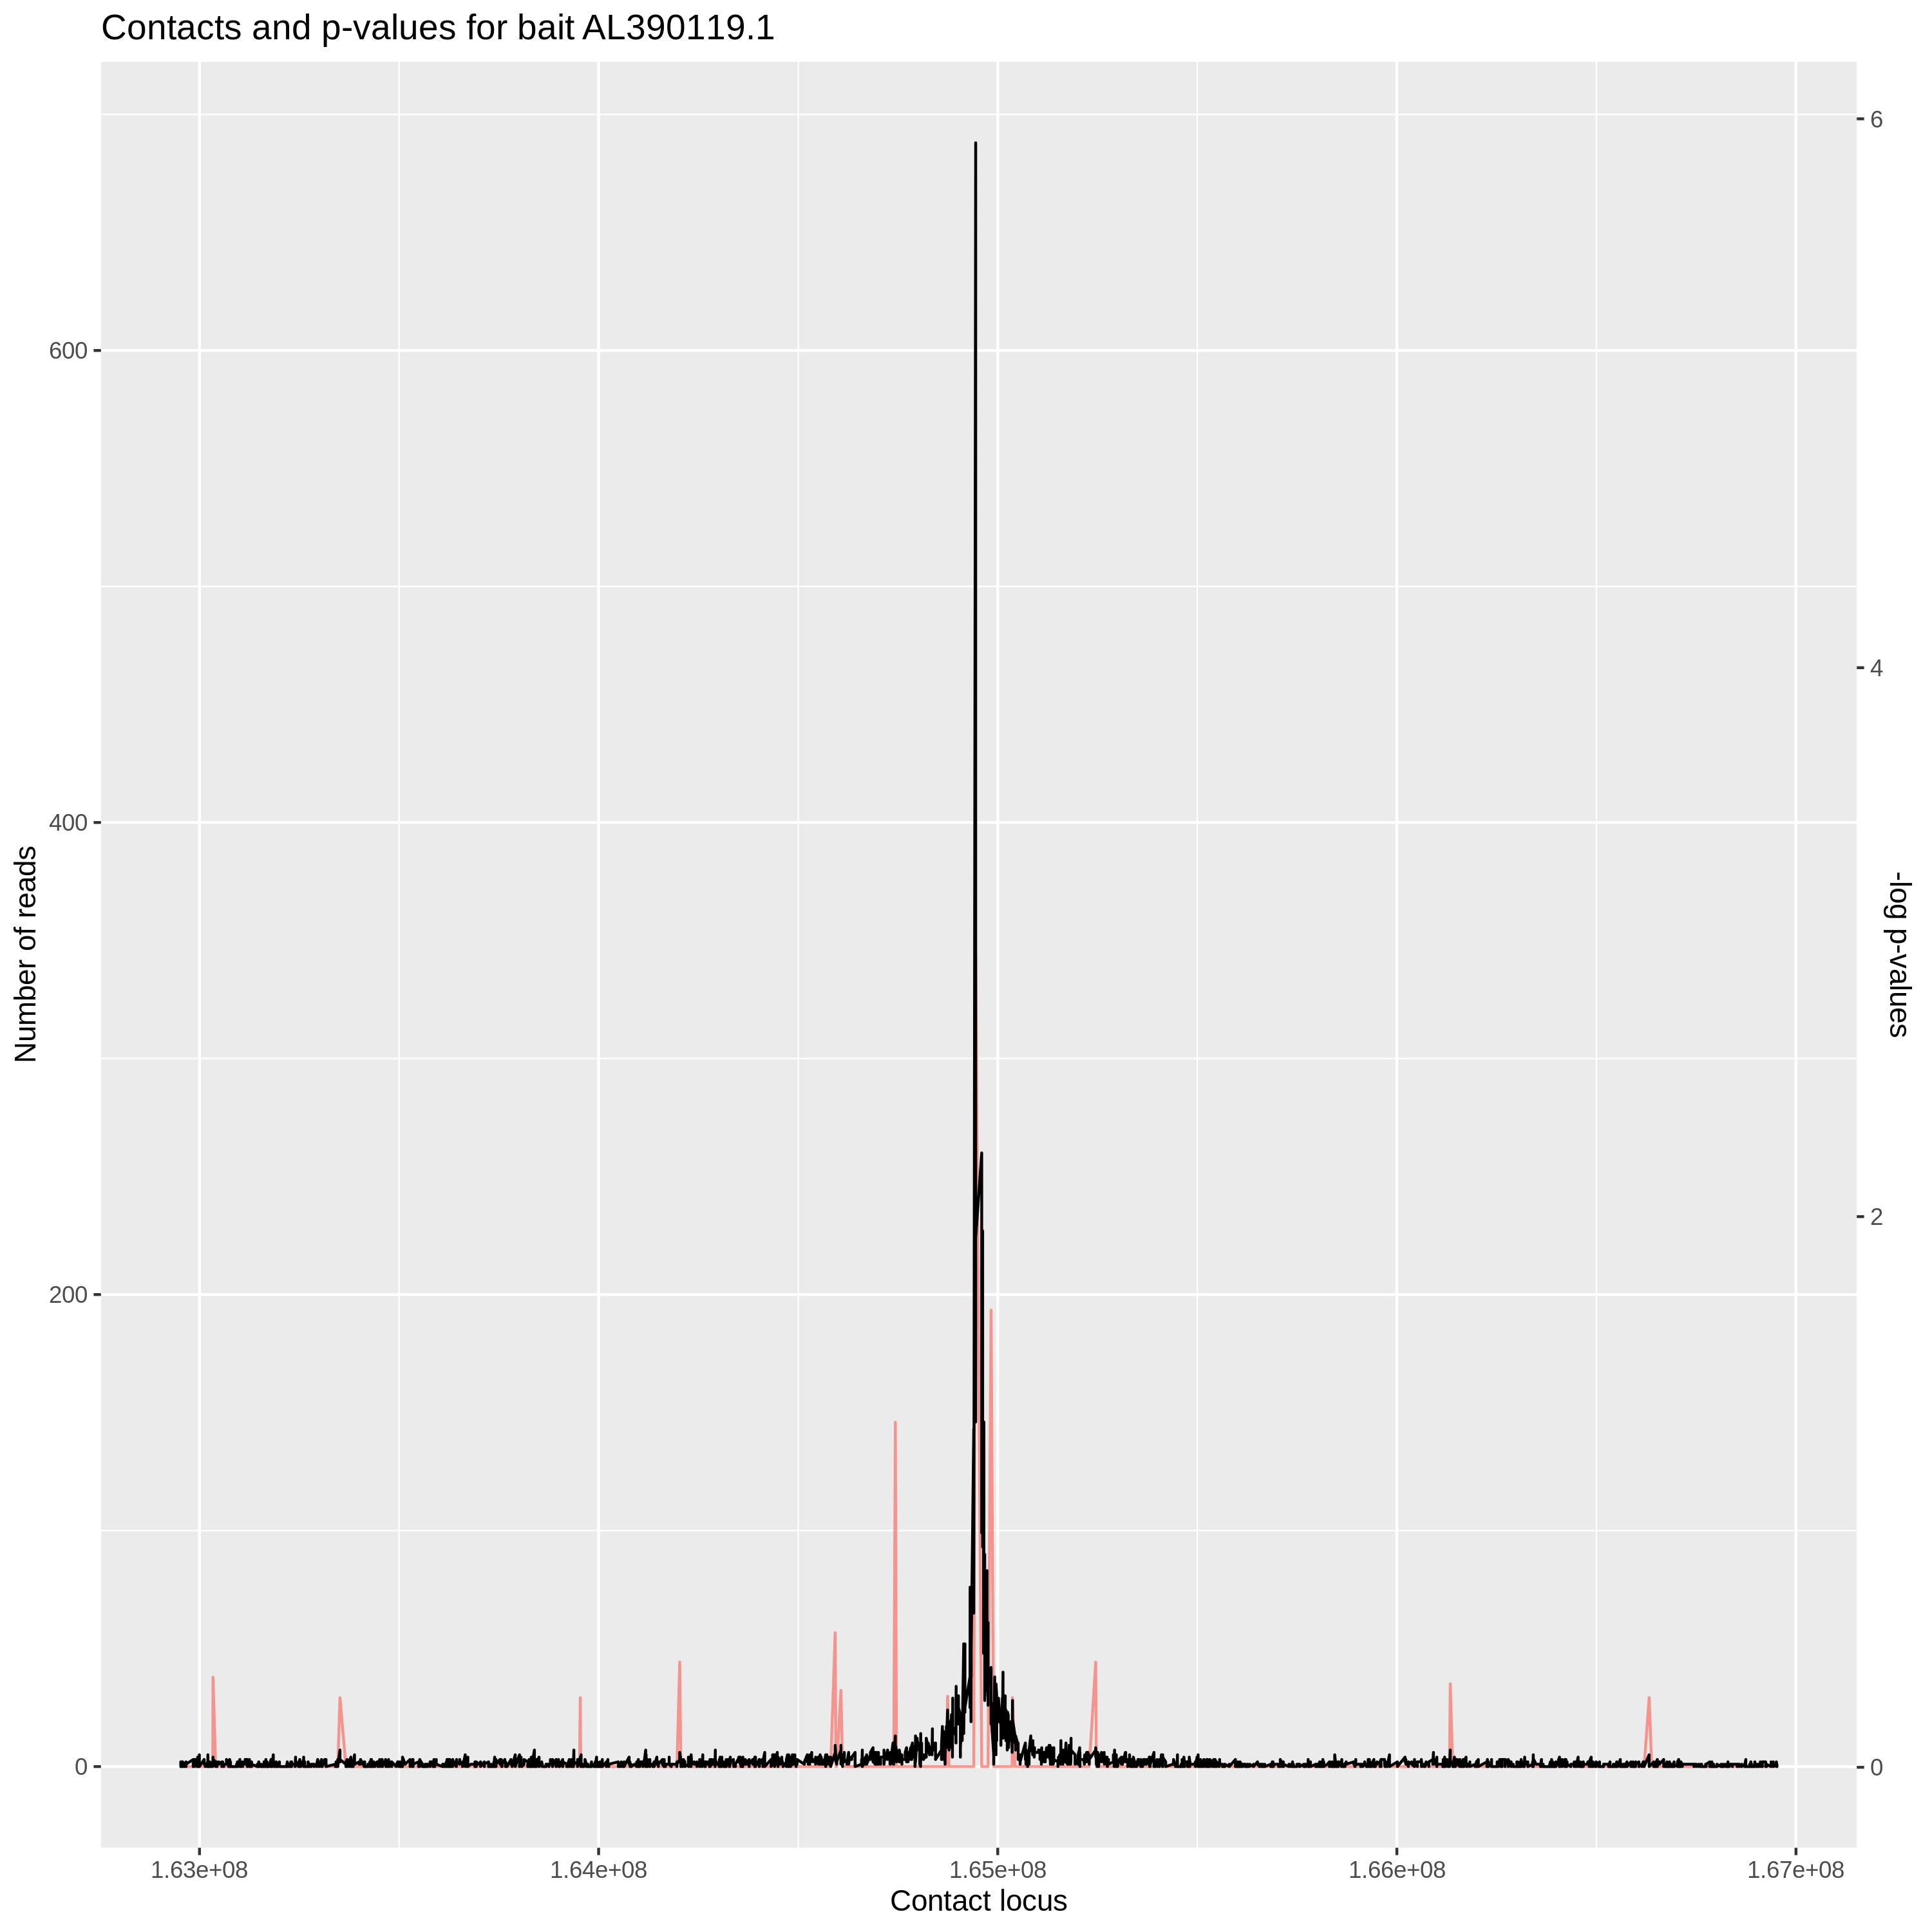 Contacts and p-values for bait AL390119.1
6
600
4
400
Number of reads
-log p-values
2
200
0
0
1.63e+08
1.64e+08
1.65e+08
1.66e+08
1.67e+08
Contact locus